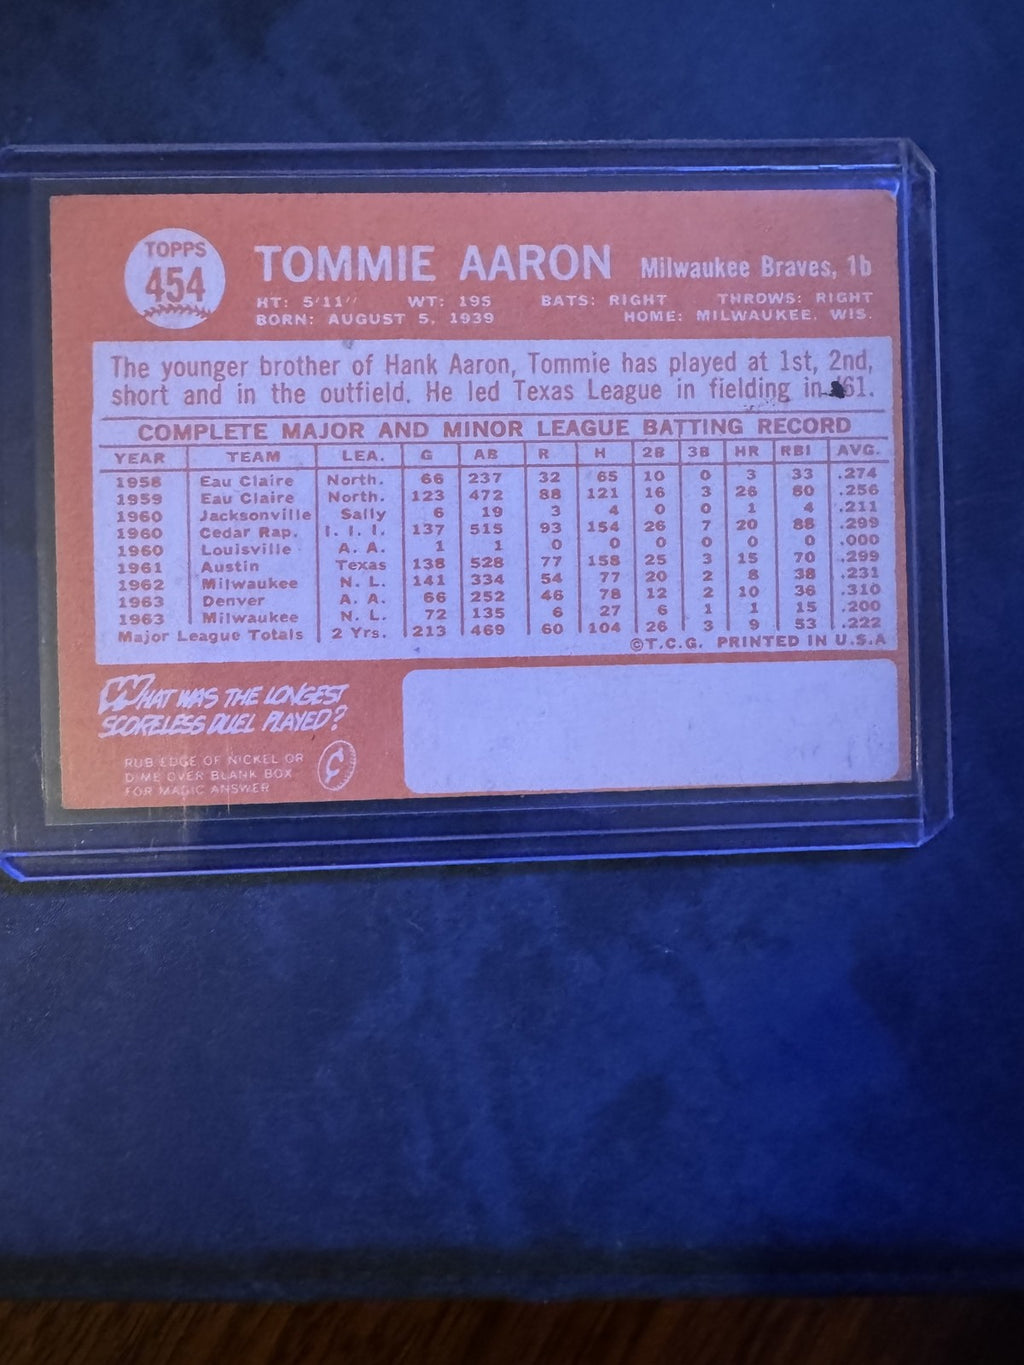 TOPPS
454
TOMMIE AARON Milwaukee Braves, 1b
HT: 5'11" WT: 195 BATS: RIGHT THROWS: RIGHT
BORN: AUGUST 5, 1939 HOME: MILWAUKEE, WIS.
The younger brother of Hank Aaron, Tommie has played at 1st, 2nd,
short and in the outfield. He led Texas League in fielding in '61.
COMPLETE MAJOR AND MINOR LEAGUE BATTING RECORD
YEAR TEAM LEA. G AB R H 2B 3B HR RBI AVG.
1958 Eau Claire North. 66 237 32 65 10 0 3 33 .274
1959 Eau Claire North. 123 472 88 121 16 3 26 80 .256
1960 Jacksonville Sally 6 19 3 4 0 0 1 4 .211
1960 Cedar Rap. I. I. I. 137 515 93 154 26 7 20 88 .299
1960 Louisville A. A. 1 1 0 0 0 0 0 0 .000
1961 Austin Texas 138 528 77 158 25 3 15 70 .299
1962 Milwaukee N. L. 141 334 54 77 20 2 8 38 .231
1963 Denver A. A. 66 252 46 78 12 2 10 36 .310
1963 Milwaukee N. L. 72 135 6 27 6 1 1 15 .200
Major League Totals 2 Yrs. 213 469 60 104 26 3 9 53 .222
©T.C.G. PRINTED IN U.S.A
WHAT WAS THE LONGEST
SCORELESS DUEL PLAYED?
RUB EDGE OF NICKEL OR
DIME OVER BLANK BOX
FOR MAGIC ANSWER
¢